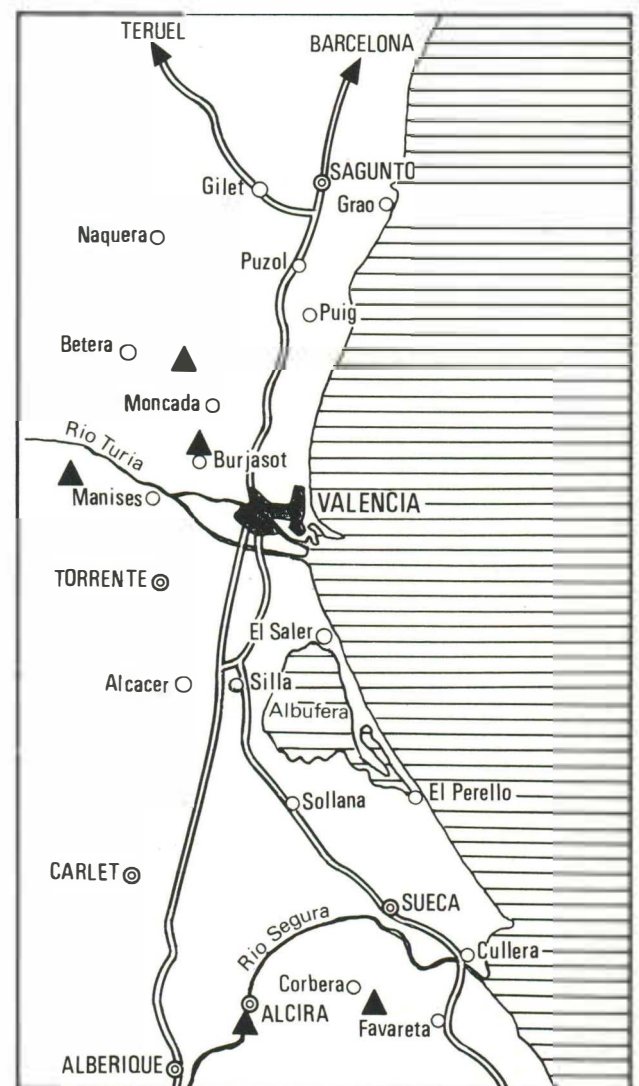 TERUEL
BARCELONA
SAGUNTO
Gilet
Grao
Naquera
Puzol
Puig
Betera
Moncada
Rio Turia
Burjasot
Manises
VALENCIA
TORRENTE
El Saler
Alcacer
Silla
Albufera
El Perello
Sollana
CARLET
SUECA
Rio Segura
Cullera
Corbera
ALCIRA
Favareta
ALBERIQUE